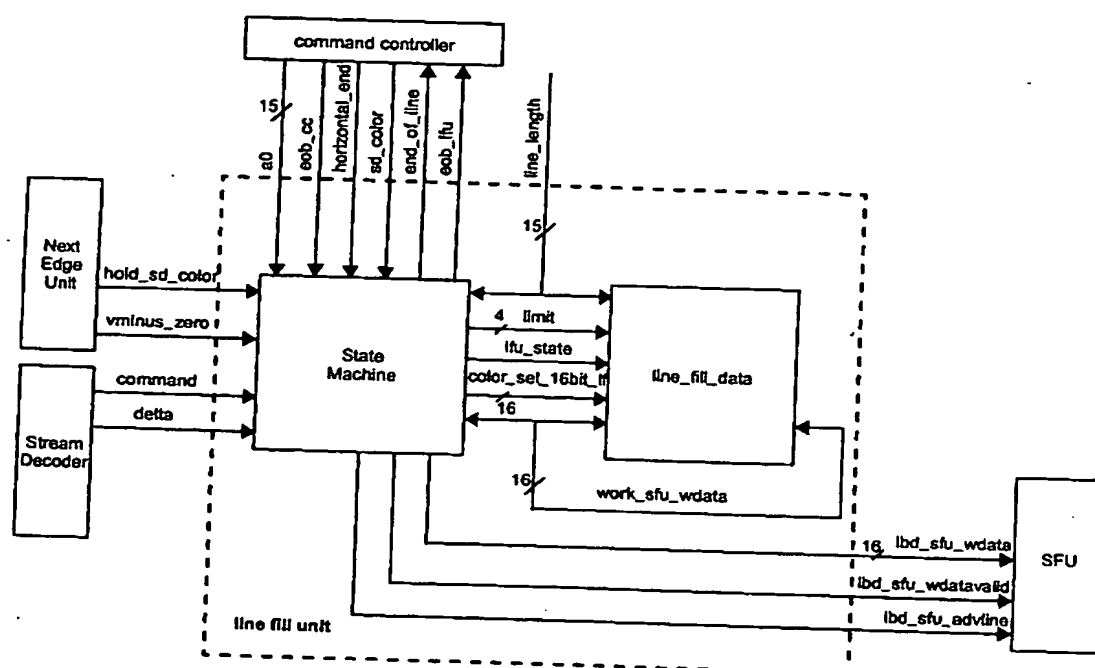 command controller
15
a0
eob_cc
horizontal_end
sd_color
end_of_line
eob_lfu
line_length
15
Next
Edge
Unit
hold_sd_color
vminus_zero
command
delta
Stream
Decoder
State
Machine
4
limit
lfu_state
color_set_16bit_lf
16
line_fill_data
16
work_sfu_wdata
16
lbd_sfu_wdata
lbd_sfu_wdatavalid
lbd_sfu_advline
SFU
line fill unit